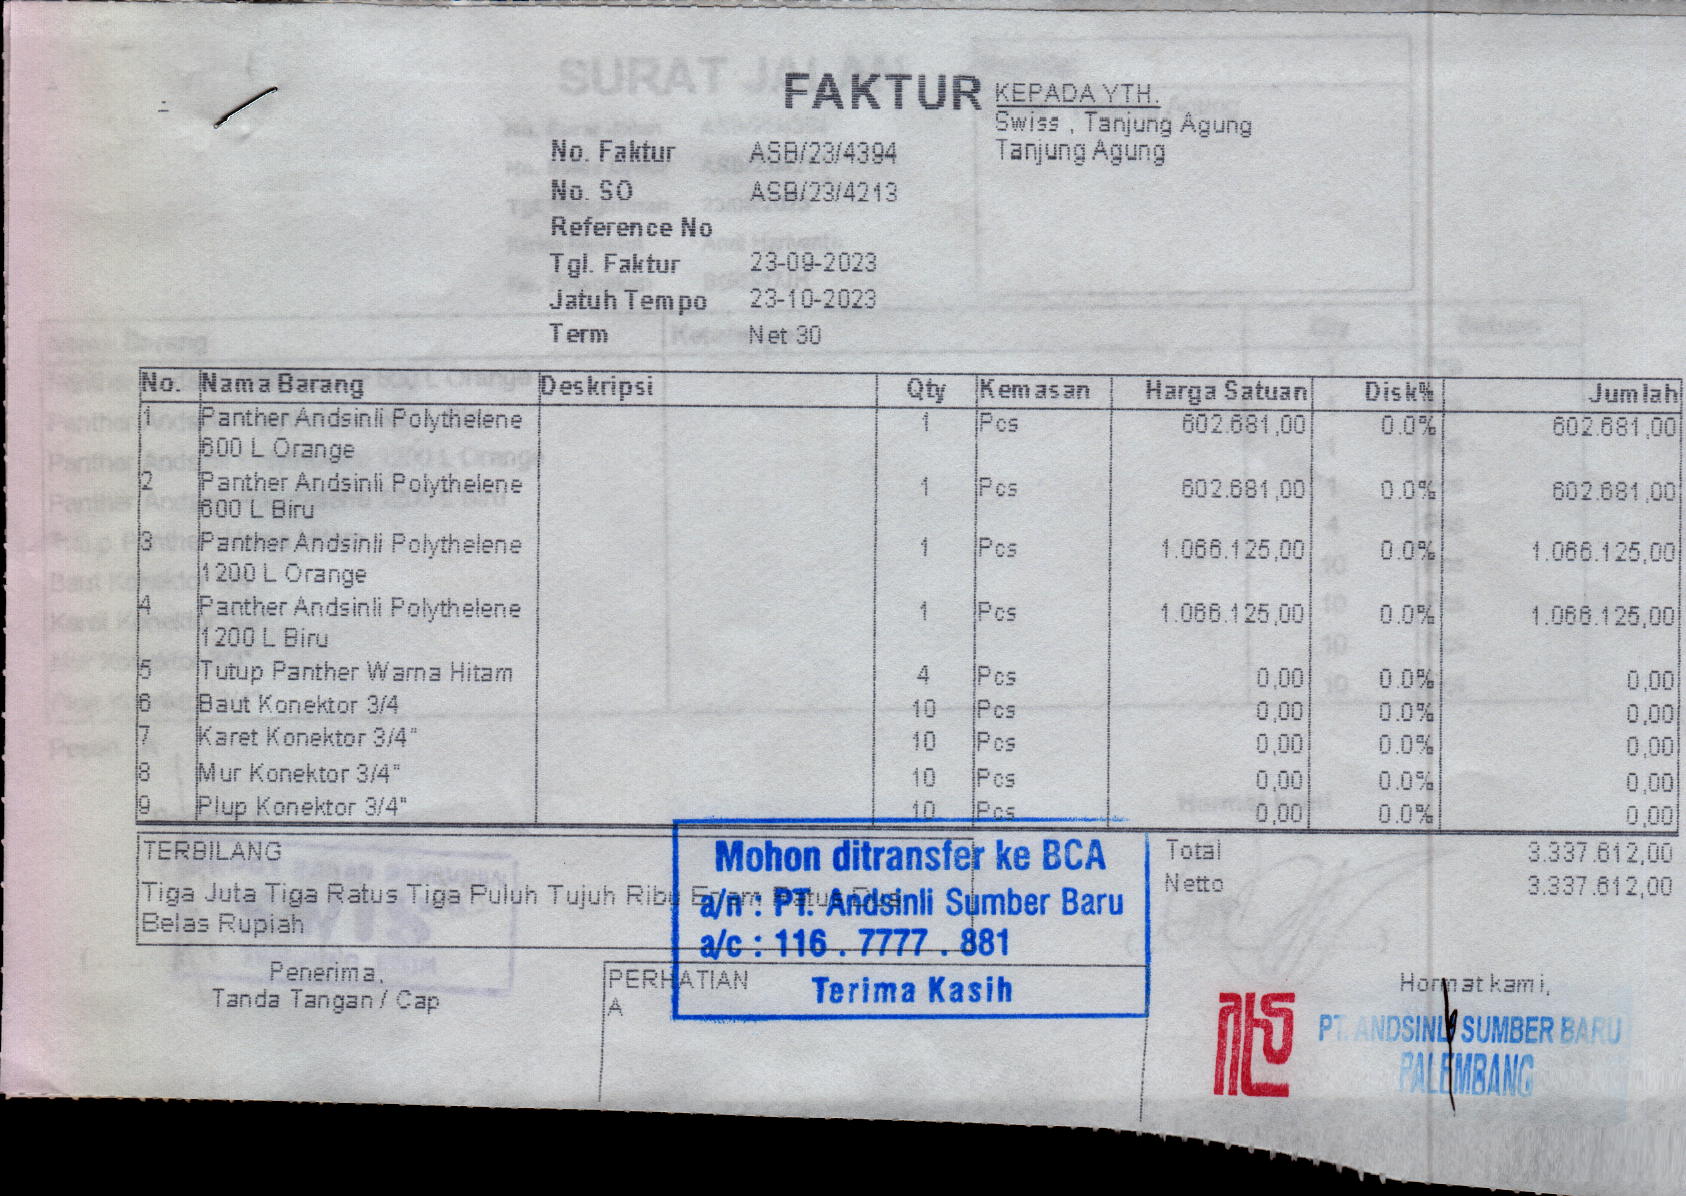 FAKTUR
KEPADA YTH.
Swiss , Tanjung Agung
Tanjung Agung
No. Faktur ASB/23/4394
No. SO ASB/23/4213
Reference No
Tgl. Faktur 23-09-2023
Jatuh Tempo 23-10-2023
Term Net 30
No. Nama Barang Deskripsi Qty Kemasan Harga Satuan Disk% Jumlah
1 Panther Andsinli Polythelene 1 Pcs 602.681,00 0.0% 602.681,00
600 L Orange
2 Panther Andsinli Polythelene 1 Pcs 602.681,00 0.0% 602.681,00
600 L Biru
3 Panther Andsinli Polythelene 1 Pcs 1.066.125,00 0.0% 1.066.125,00
1200 L Orange
4 Panther Andsinli Polythelene 1 Pcs 1.066.125,00 0.0% 1.066.125,00
1200 L Biru
5 Tutup Panther Warna Hitam 4 Pcs 0,00 0.0% 0,00
6 Baut Konektor 3/4 10 Pcs 0,00 0.0% 0,00
7 Karet Konektor 3/4" 10 Pcs 0,00 0.0% 0,00
8 Mur Konektor 3/4" 10 Pcs 0,00 0.0% 0,00
9 Plup Konektor 3/4" 10 Pcs 0,00 0.0% 0,00
TERBILANG
Tiga Juta Tiga Ratus Tiga Puluh Tujuh Ribu Enam Ratus Dua
Belas Rupiah
Mohon ditransfer ke BCA
a/n : PT. Andsinli Sumber Baru
a/c : 116 . 7777 . 881
Terima Kasih
Total 3.337.612,00
Netto 3.337.612,00
Penerima,
Tanda Tangan / Cap
PERHATIAN
A
Hormat kami,
PT. ANDSINLI SUMBER BARU
PALEMBANG